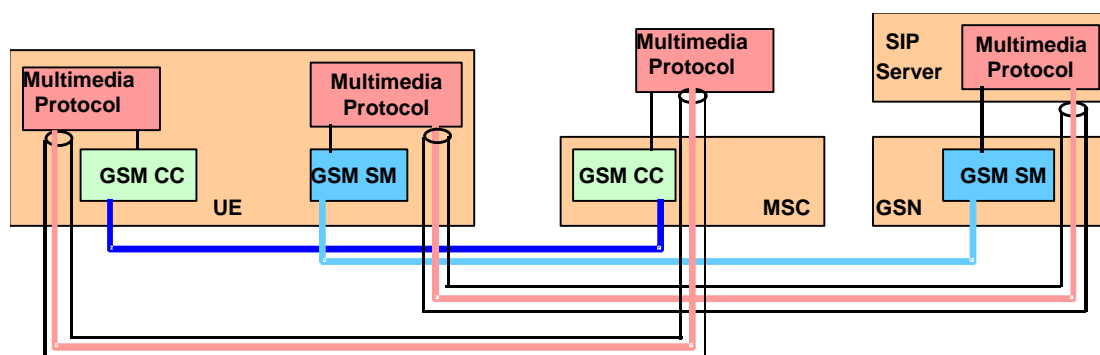 Multimedia
Protocol
Multimedia
Protocol
GSM CC
GSM SM
UE
Multimedia
Protocol
GSM CC
MSC
SIP
Server
Multimedia
Protocol
GSM SM
GSN